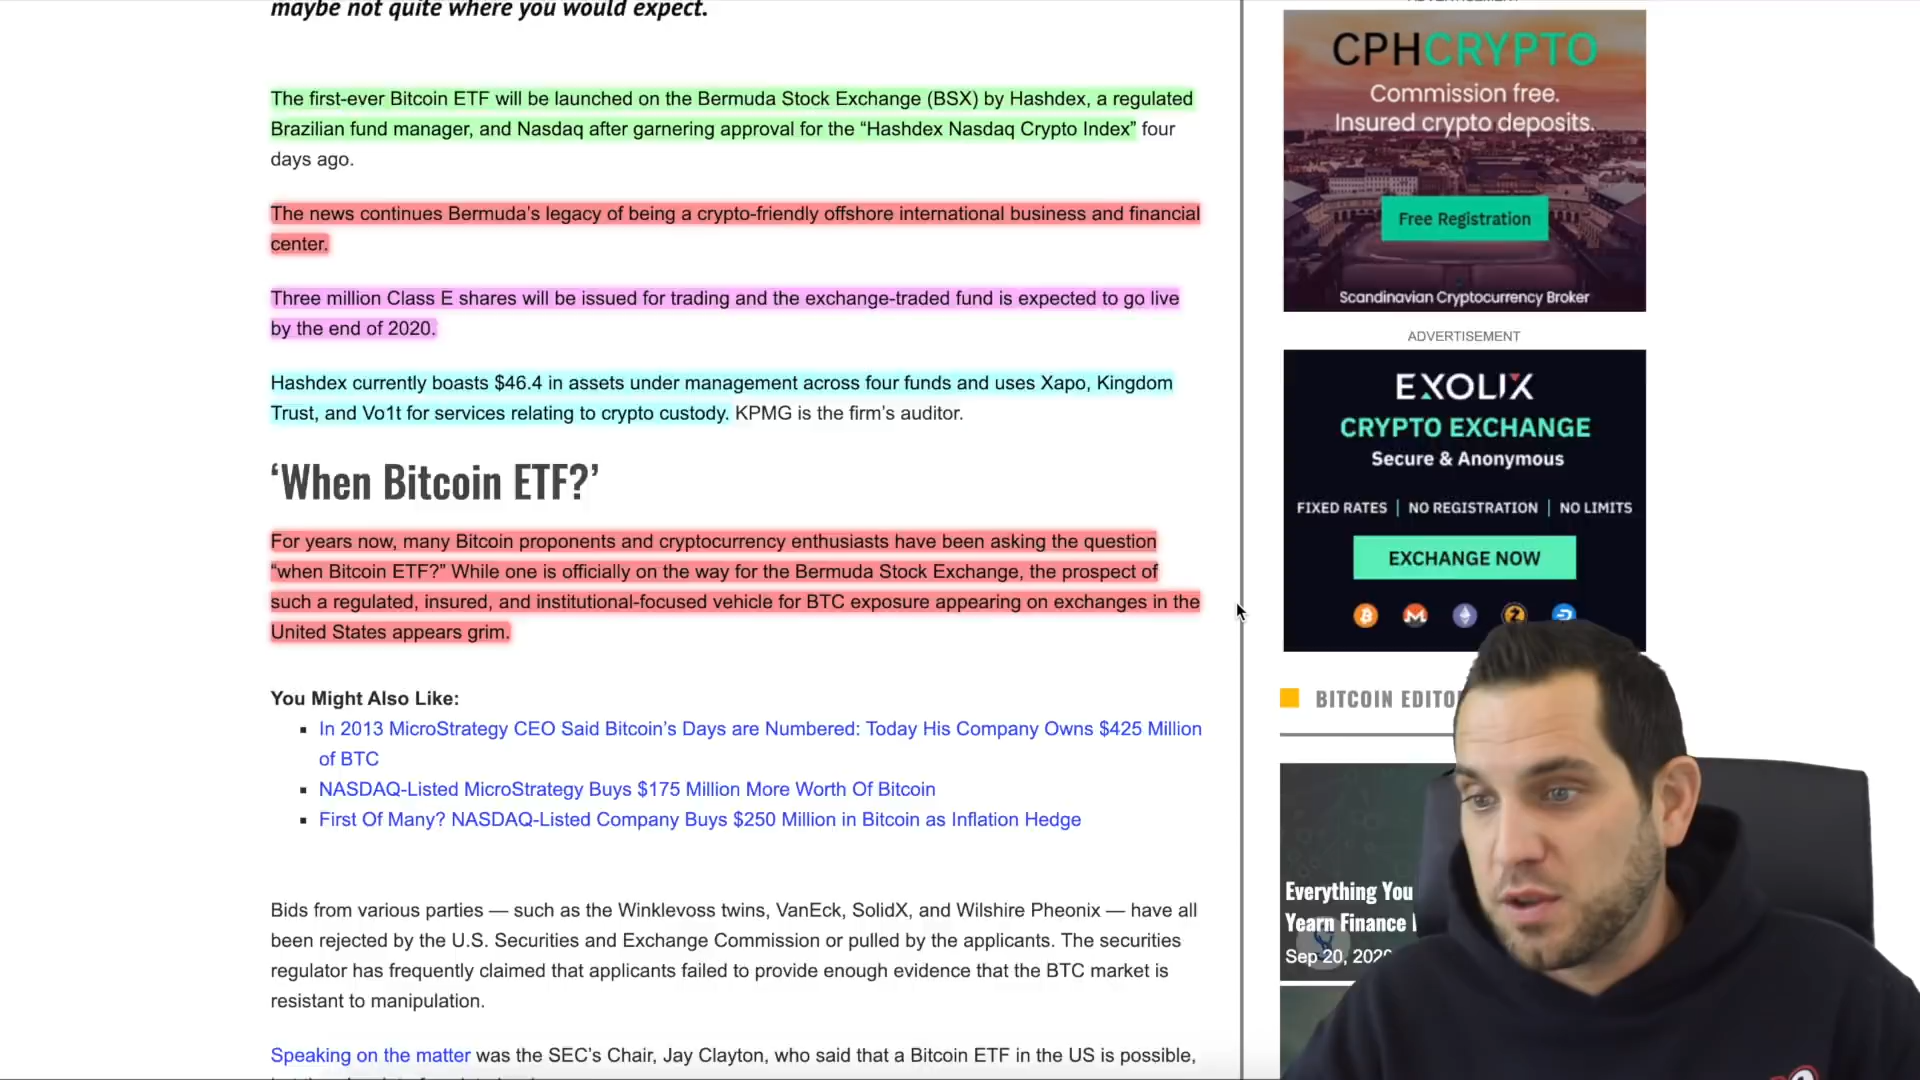 maybe not quite where you would expect.
The first-ever Bitcoin ETF will be launched on the Bermuda Stock Exchange (BSX) by Hashdex, a regulated
Brazilian fund manager, and Nasdaq after garnering approval for the “Hashdex Nasdaq Crypto Index” four
days ago.
The news continues Bermuda’s legacy of being a crypto-friendly offshore international business and financial
center.
Three million Class E shares will be issued for trading and the exchange-traded fund is expected to go live
by the end of 2020.
Hashdex currently boasts $46.4 in assets under management across four funds and uses Xapo, Kingdom
Trust, and Vo1t for services relating to crypto custody. KPMG is the firm’s auditor.
‘When Bitcoin ETF?’
For years now, many Bitcoin proponents and cryptocurrency enthusiasts have been asking the question
“when Bitcoin ETF?” While one is officially on the way for the Bermuda Stock Exchange, the prospect of
such a regulated, insured, and institutional-focused vehicle for BTC exposure appearing on exchanges in the
United States appears grim.
You Might Also Like:
In 2013 MicroStrategy CEO Said Bitcoin’s Days are Numbered: Today His Company Owns $425 Million
of BTC
NASDAQ-Listed MicroStrategy Buys $175 Million More Worth Of Bitcoin
First Of Many? NASDAQ-Listed Company Buys $250 Million in Bitcoin as Inflation Hedge
Bids from various parties — such as the Winklevoss twins, VanEck, SolidX, and Wilshire Pheonix — have all
been rejected by the U.S. Securities and Exchange Commission or pulled by the applicants. The securities
regulator has frequently claimed that applicants failed to provide enough evidence that the BTC market is
resistant to manipulation.
Speaking on the matter was the SEC’s Chair, Jay Clayton, who said that a Bitcoin ETF in the US is possible,
CPHCRYPTO
Commission free.
Insured crypto deposits.
Free Registration
Scandinavian Cryptocurrency Broker
ADVERTISEMENT
EXOLIX
CRYPTO EXCHANGE
Secure & Anonymous
FIXED RATES | NO REGISTRATION | NO LIMITS
EXCHANGE NOW
BITCOIN EDITO
Everything You
Yearn Finance
Sep 20, 202